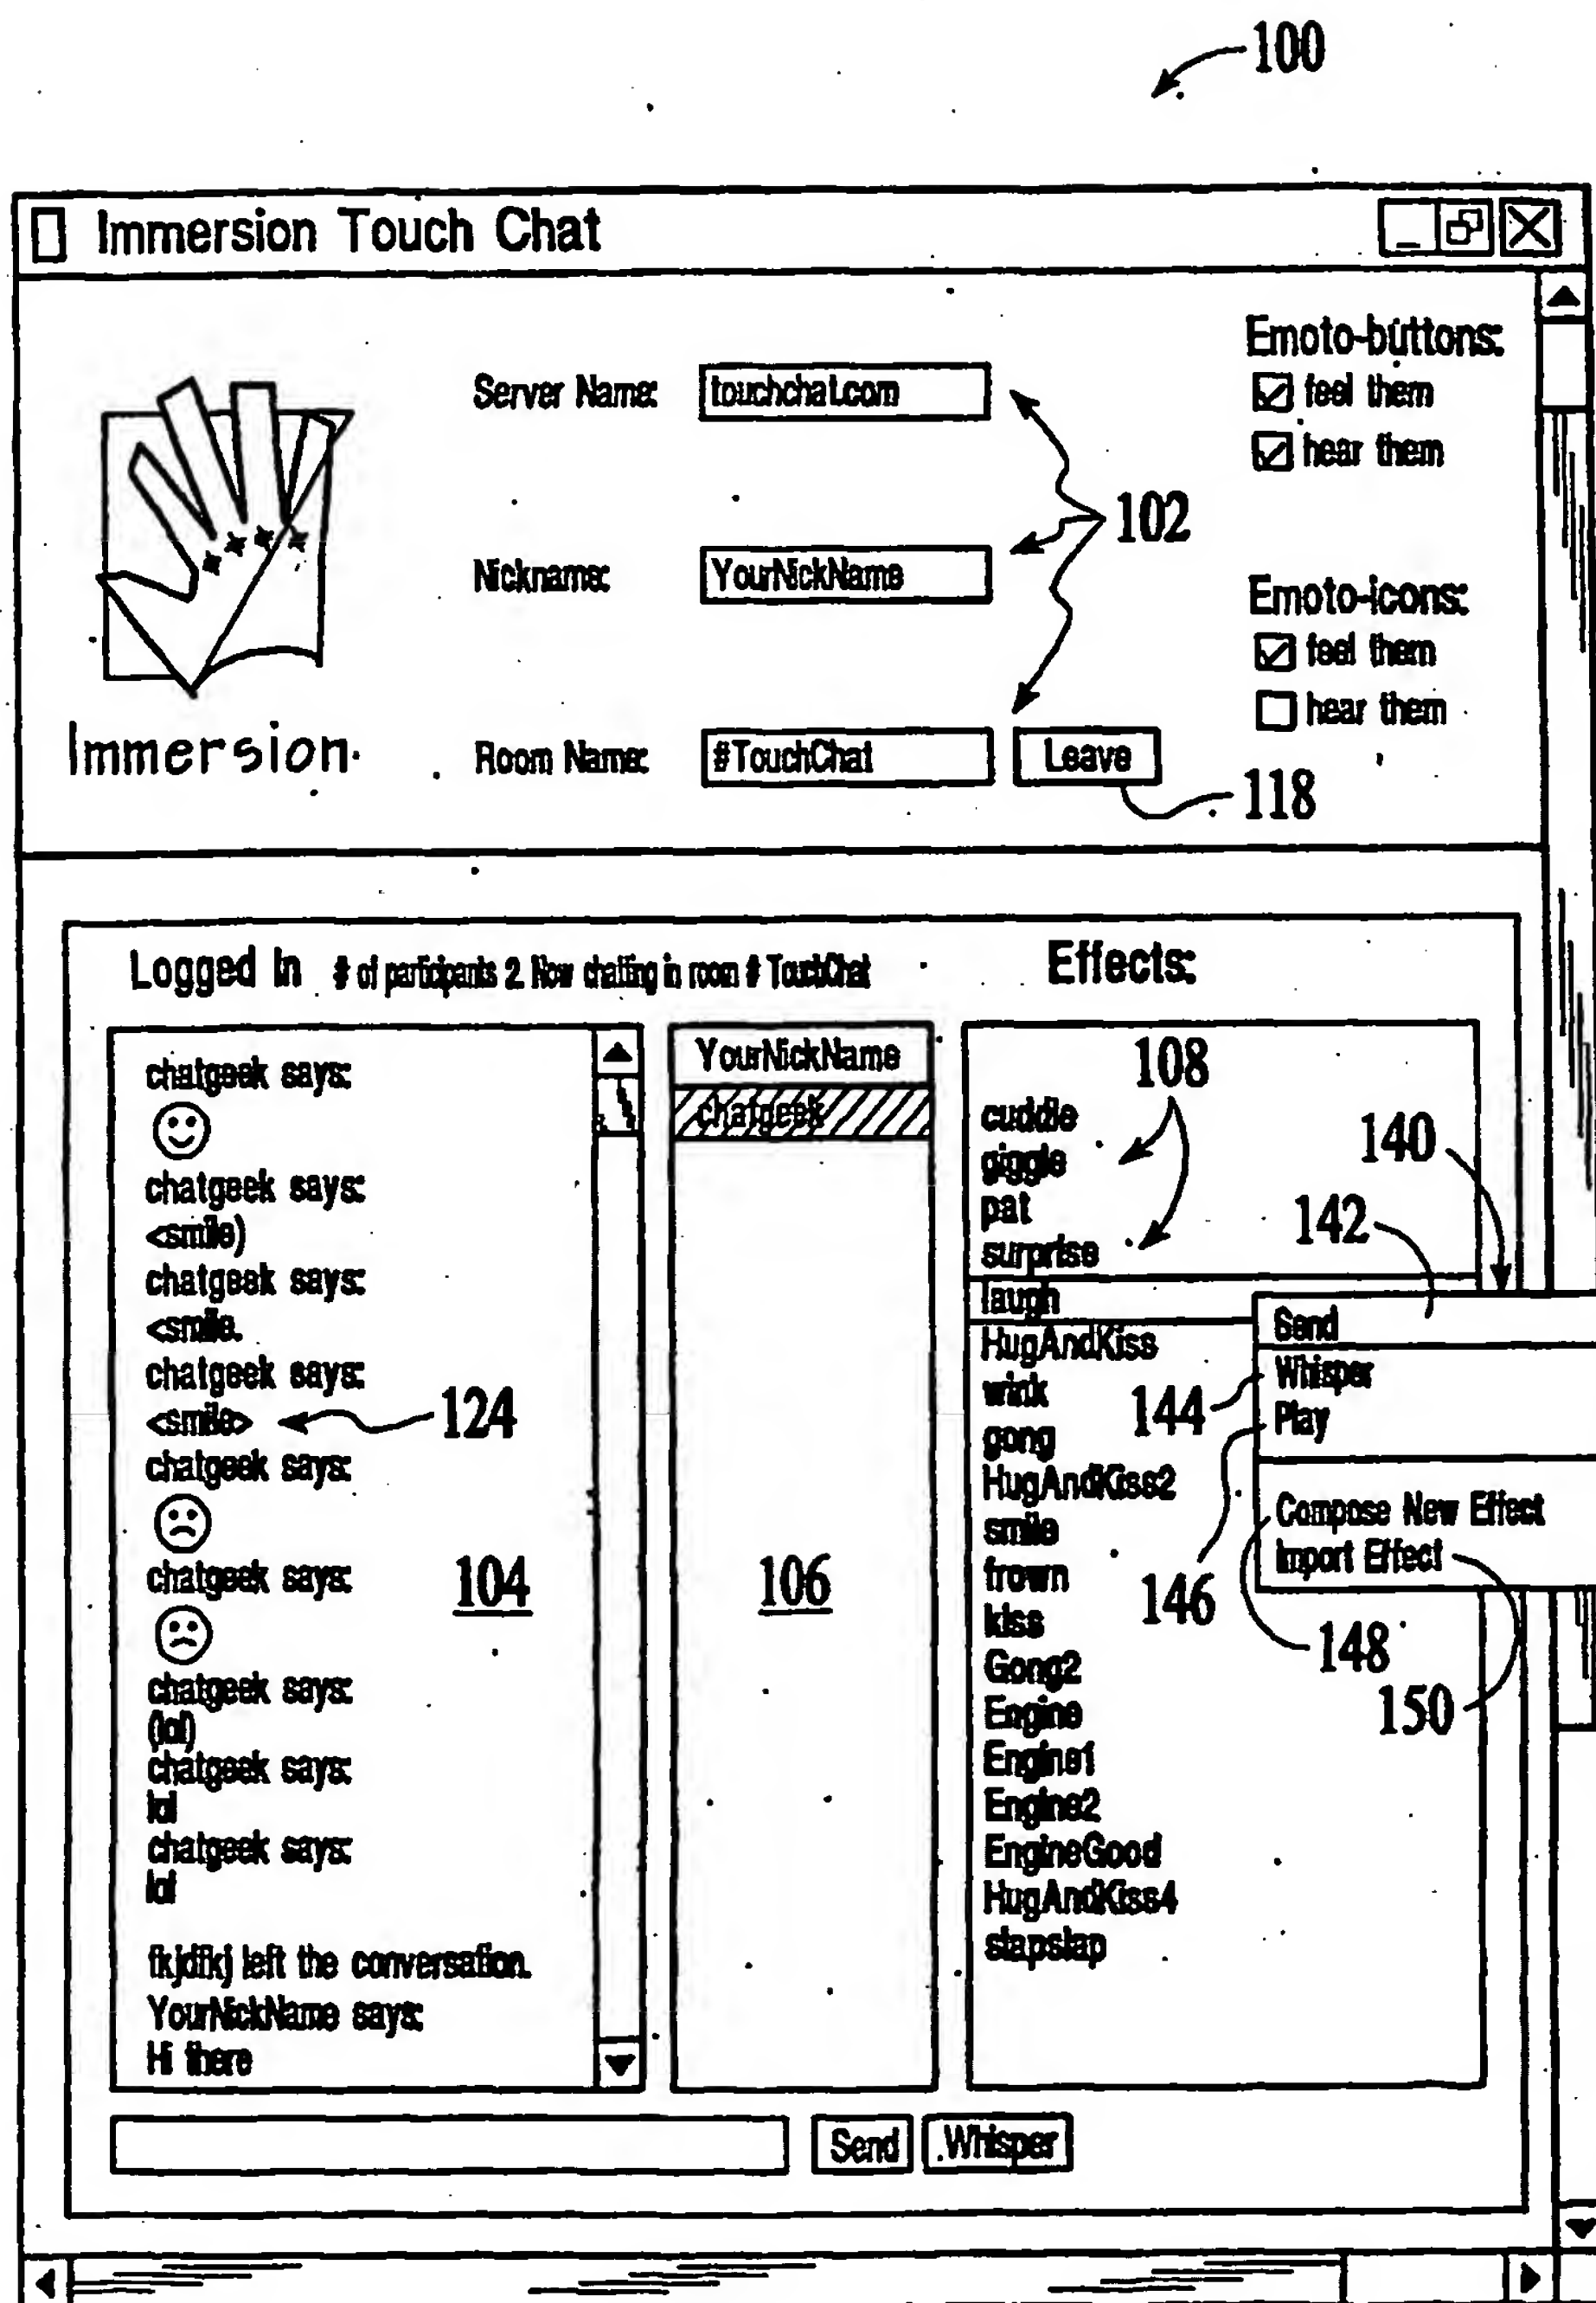 100
Immersion Touch Chat
Emoto-buttons:
Server Name: touchchat.com
feel them
hear them
102
Nickname: YourNickName
Emoto-icons:
feel them
hear them
Immersion
Room Name: #TouchChat Leave
118
Logged In # of participants 2. Now chatting in room # TouchChat
Effects:
chatgeek says:
chatgeek says:
<smile)
chatgeek says:
<smile.
chatgeek says:
<smile>
124
chatgeek says:
chatgeek says:
104
chatgeek says:
(lol)
chatgeek says:
lol
chatgeek says:
lol
fkjdfkj left the conversation.
YourNickName says:
Hi there
YourNickName
chatgeek
106
108
cuddle
giggle
pat
surprise
laugh
HugAndKiss
wink
gong
HugAndKiss2
smile
frown
kiss
Gong2
Engine
Engine1
Engine2
EngineGood
HugAndKiss4
slapslap
140
142
Send
144
Whisper
Play
146
Compose New Effect
Import Effect
148
150
Send Whisper